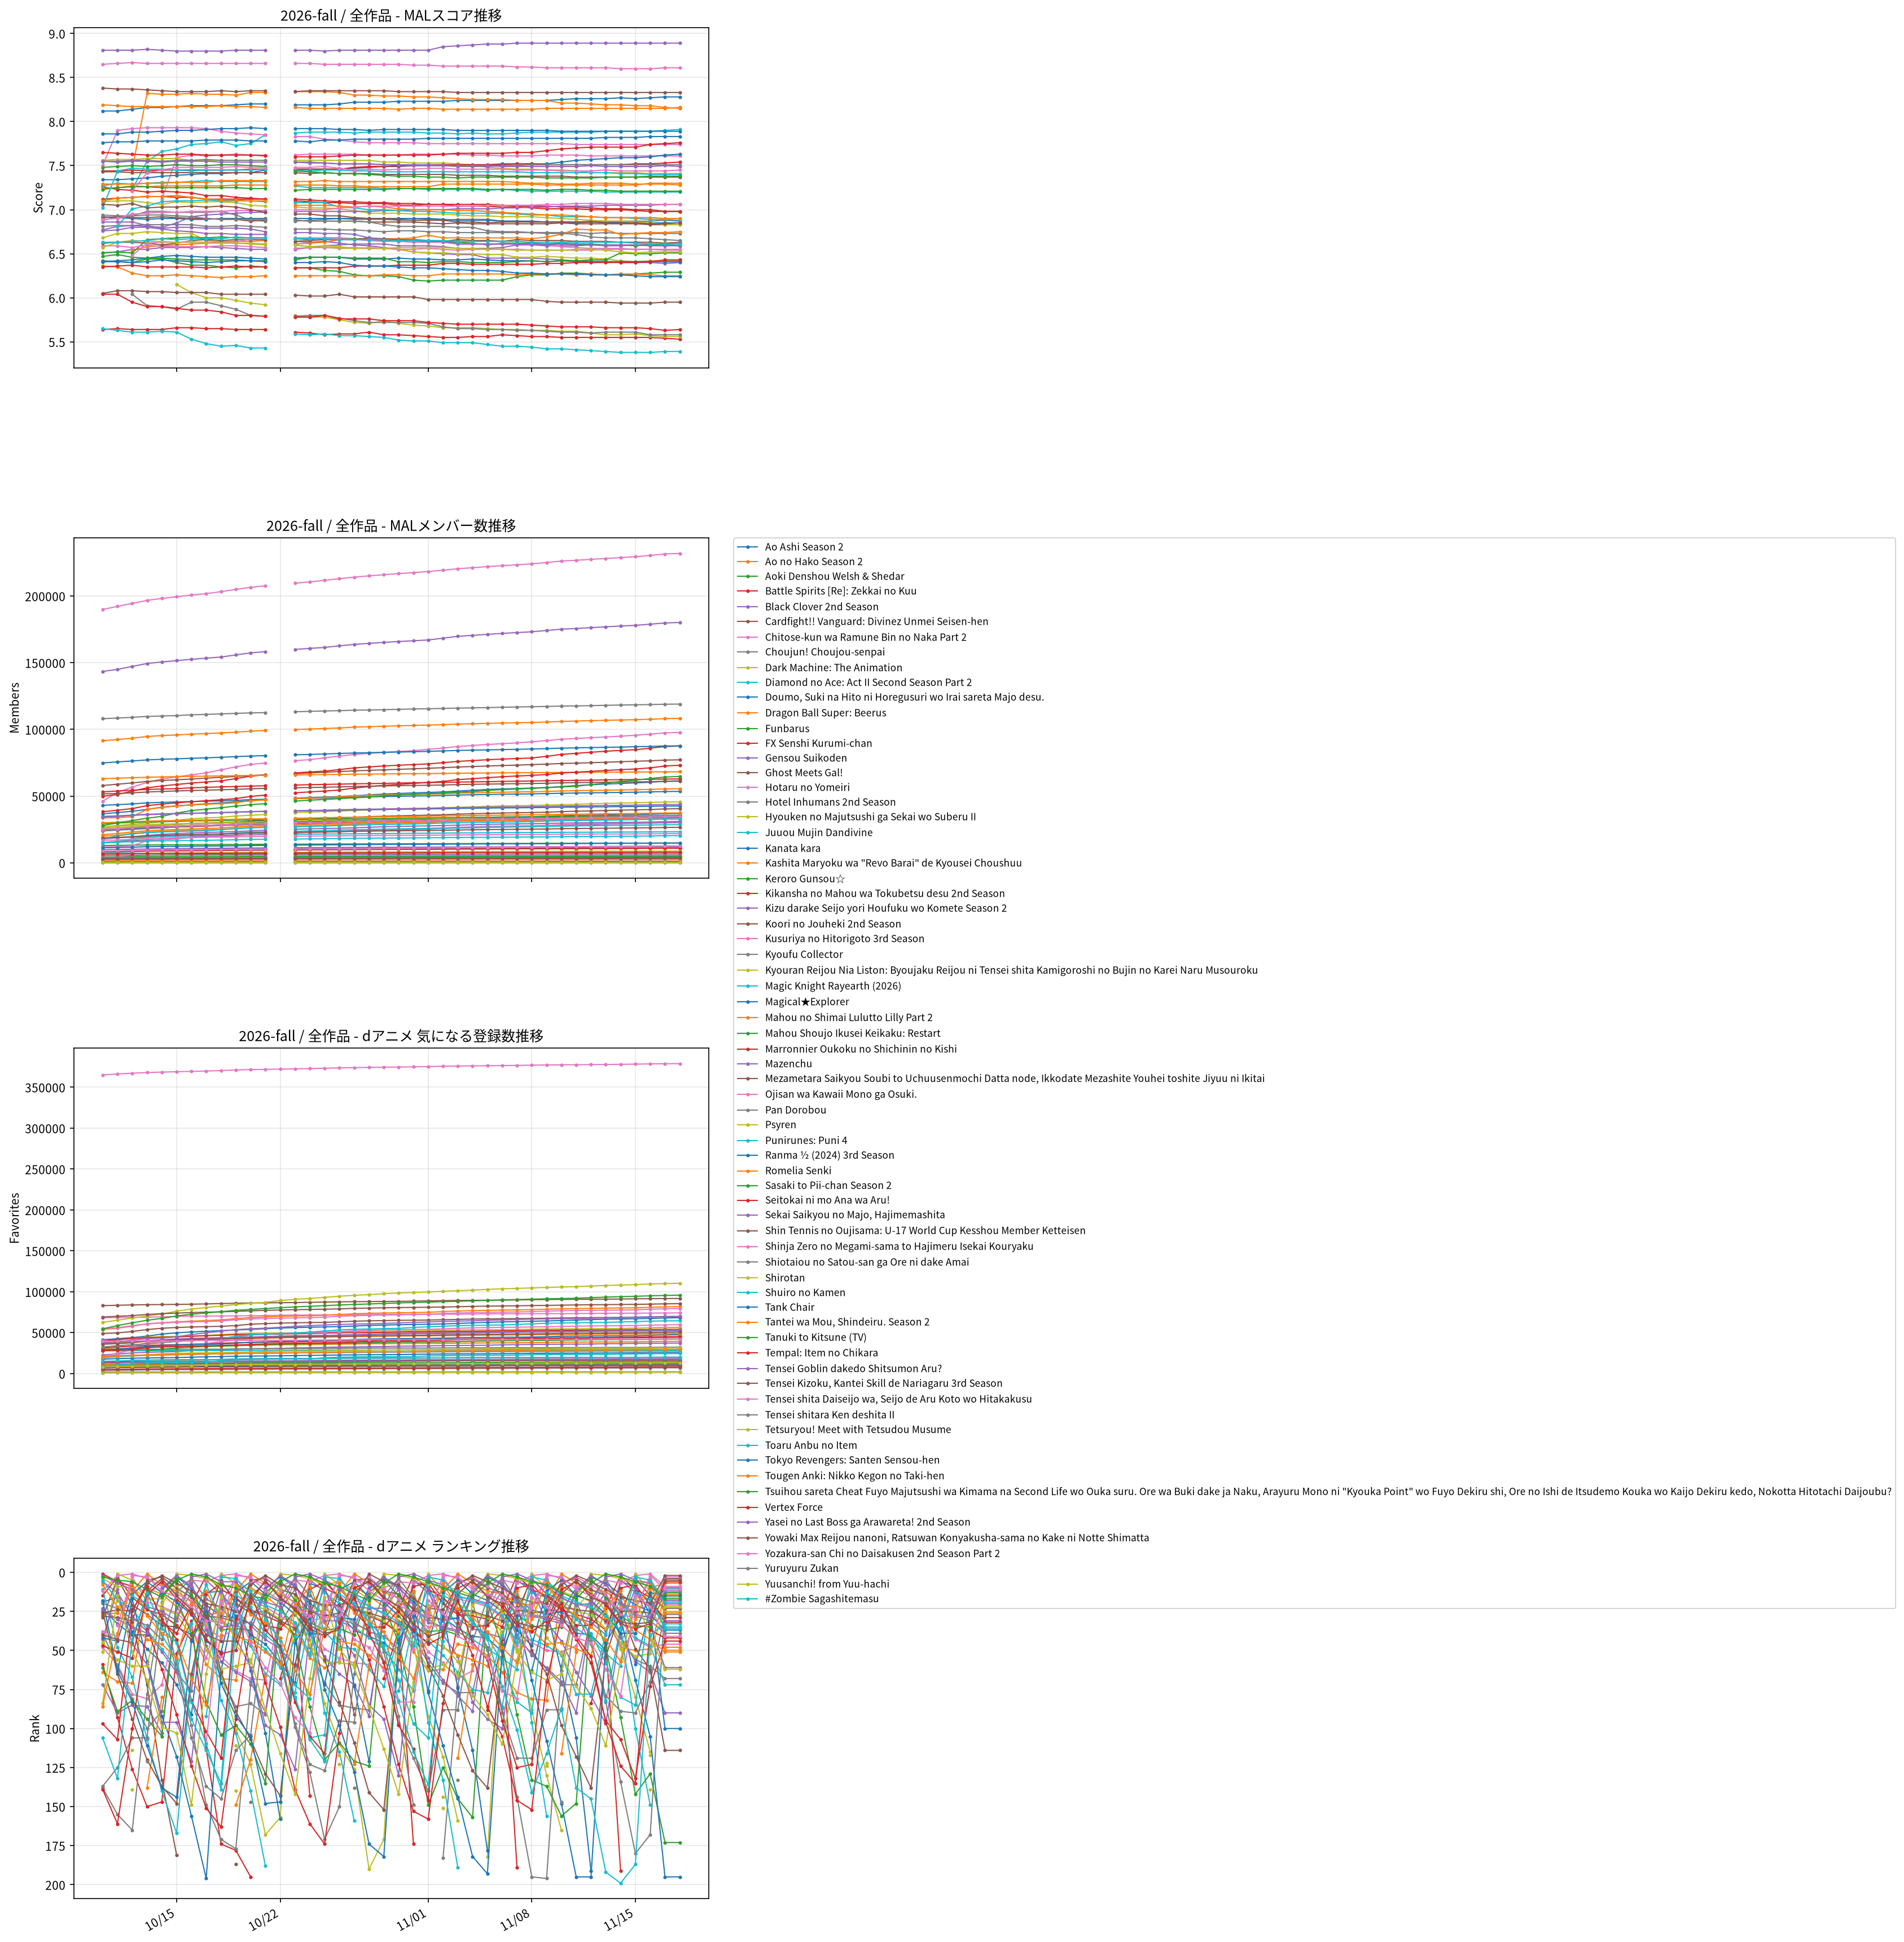 2026-fall / 全作品 - MALスコア推移
9.0
8.5
8.0
7.5
7.0
6.5
6.0
5.5
Score
2026-fall / 全作品 - MALメンバー数推移
200000
150000
100000
50000
0
Members
Ao Ashi Season 2
Ao no Hako Season 2
Aoki Denshou Welsh & Shedar
Battle Spirits [Re]: Zekkai no Kuu
Black Clover 2nd Season
Cardfight!! Vanguard: Divinez Unmei Seisen-hen
Chitose-kun wa Ramune Bin no Naka Part 2
Choujun! Choujou-senpai
Dark Machine: The Animation
Diamond no Ace: Act II Second Season Part 2
Doumo, Suki na Hito ni Horegusuri wo Irai sareta Majo desu.
Dragon Ball Super: Beerus
Funbarus
FX Senshi Kurumi-chan
Gensou Suikoden
Ghost Meets Gal!
Hotaru no Yomeiri
Hotel Inhumans 2nd Season
Hyouken no Majutsushi ga Sekai wo Suberu II
Juuou Mujin Dandivine
Kanata kara
Kashita Maryoku wa "Revo Barai" de Kyousei Choushuu
Keroro Gunsou☆
Kikansha no Mahou wa Tokubetsu desu 2nd Season
Kizu darake Seijo yori Houfuku wo Komete Season 2
Koori no Jouheki 2nd Season
Kusuriya no Hitorigoto 3rd Season
Kyoufu Collector
Kyouran Reijou Nia Liston: Byoujaku Reijou ni Tensei shita Kamigoroshi no Bujin no Karei Naru Musouroku
Magic Knight Rayearth (2026)
Magical★Explorer
Mahou no Shimai Lulutto Lilly Part 2
Mahou Shoujo Ikusei Keikaku: Restart
Marronnier Oukoku no Shichinin no Kishi
Mazenchu
Mezametara Saikyou Soubi to Uchuusenmochi Datta node, Ikkodate Mezashite Youhei toshite Jiyuu ni Ikitai
Ojisan wa Kawaii Mono ga Osuki.
Pan Dorobou
Psyren
Punirunes: Puni 4
Ranma ½ (2024) 3rd Season
Romelia Senki
Sasaki to Pii-chan Season 2
Seitokai ni mo Ana wa Aru!
Sekai Saikyou no Majo, Hajimemashita
Shin Tennis no Oujisama: U-17 World Cup Kesshou Member Ketteisen
Shinja Zero no Megami-sama to Hajimeru Isekai Kouryaku
Shiotaiou no Satou-san ga Ore ni dake Amai
Shirotan
Shuiro no Kamen
Tank Chair
Tantei wa Mou, Shindeiru. Season 2
Tanuki to Kitsune (TV)
Tempal: Item no Chikara
Tensei Goblin dakedo Shitsumon Aru?
Tensei Kizoku, Kantei Skill de Nariagaru 3rd Season
Tensei shita Daiseijo wa, Seijo de Aru Koto wo Hitakakusu
Tensei shitara Ken deshita II
Tetsuryou! Meet with Tetsudou Musume
Toaru Anbu no Item
Tokyo Revengers: Santen Sensou-hen
Tougen Anki: Nikko Kegon no Taki-hen
Tsuihou sareta Cheat Fuyo Majutsushi wa Kimama na Second Life wo Ouka suru. Ore wa Buki dake ja Naku, Arayuru Mono ni "Kyouka Point" wo Fuyo Dekiru shi, Ore no Ishi de Itsudemo Kouka wo Kaijo Dekiru kedo, Nokotta Hitotachi Daijoubu?
Vertex Force
Yasei no Last Boss ga Arawareta! 2nd Season
Yowaki Max Reijou nanoni, Ratsuwan Konyakusha-sama no Kake ni Notte Shimatta
Yozakura-san Chi no Daisakusen 2nd Season Part 2
Yuruyuru Zukan
Yuusanchi! from Yuu-hachi
#Zombie Sagashitemasu
2026-fall / 全作品 - dアニメ 気になる登録数推移
350000
300000
250000
200000
150000
100000
50000
0
Favorites
2026-fall / 全作品 - dアニメ ランキング推移
0
25
50
75
100
125
150
175
200
Rank
10/15
10/22
11/01
11/08
11/15